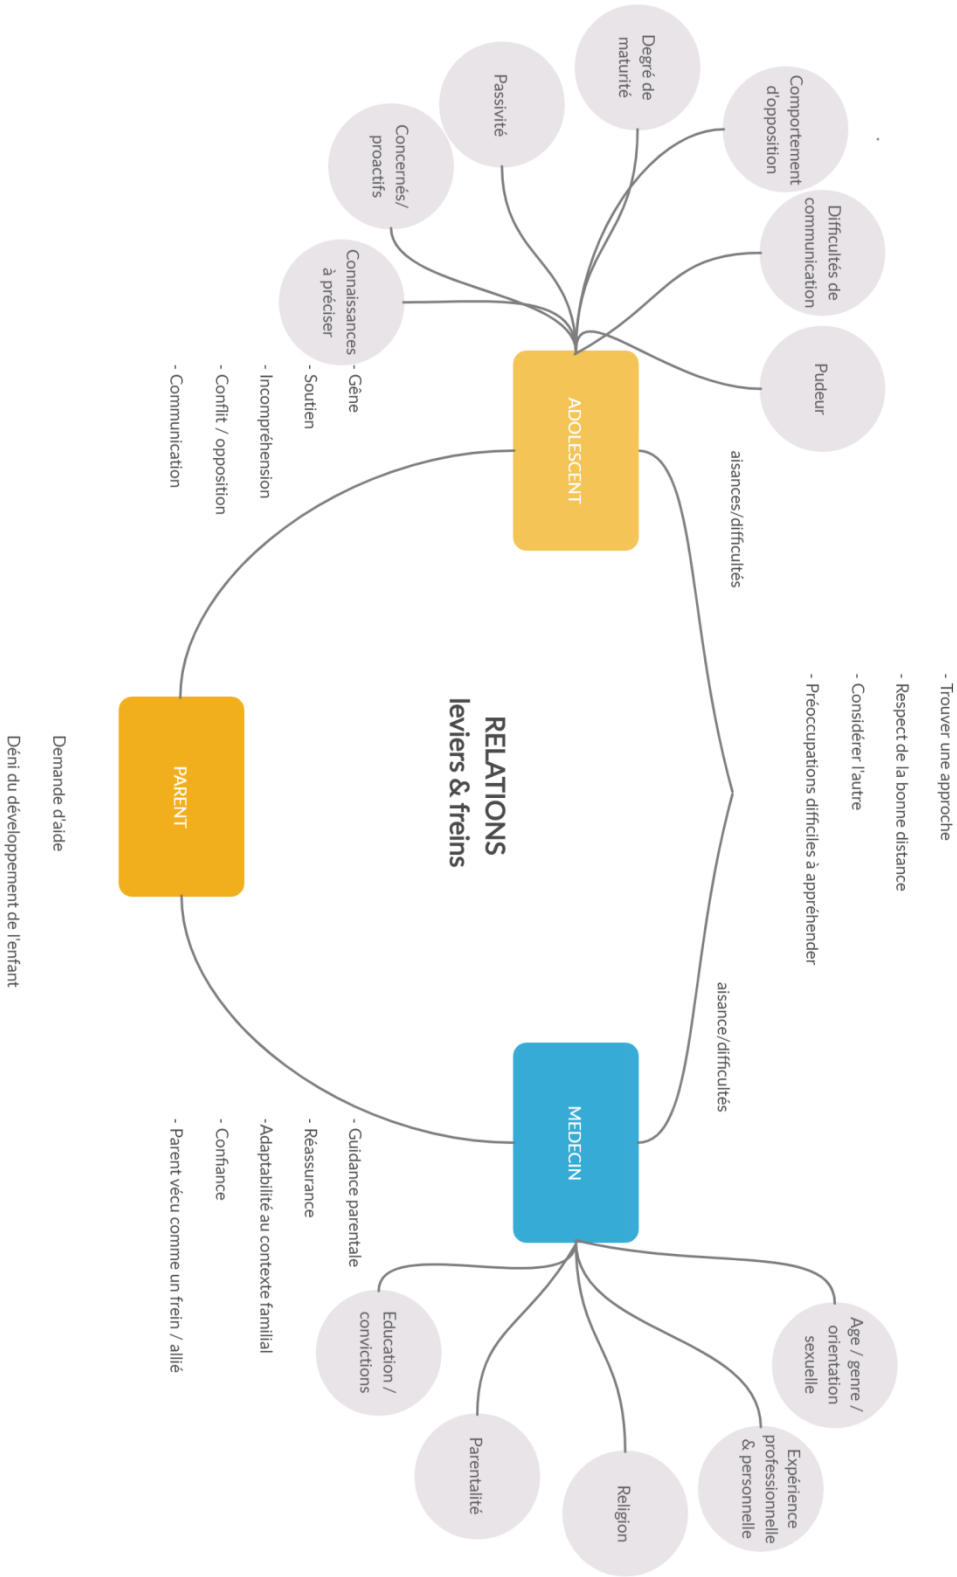 - Trouver une approche
- Respect de la bonne distance
- Considérer l'autre
- Préoccupations difficiles à appréhender
Comportement
d'opposition
Difficultés de
communication
Pudeur
Degré de
maturité
Passivité
Concernés/
proactifs
Connaissances
à préciser
aisances/difficultés
aisance/difficultés
ADOLESCENT
MEDECIN
Age / genre /
orientation
sexuelle
Expérience
professionnelle
& personnelle
Religion
Parentalité
Education /
convictions
RELATIONS
leviers & freins
- Gêne
- Soutien
- Incompréhension
- Conflit / opposition
- Communication
- Guidance parentale
- Réassurance
-Adaptabilité au contexte familial
- Confiance
- Parent vécu comme un frein / allié
PARENT
Demande d'aide
Déni du développement de l'enfant